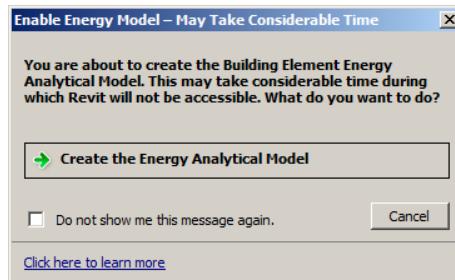 Enable Energy Model – May Take Considerable Time
You are about to create the Building Element Energy
Analytical Model. This may take considerable time during
which Revit will not be accessible. What do you want to do?
Create the Energy Analytical Model
Do not show me this message again.
Cancel
Click here to learn more